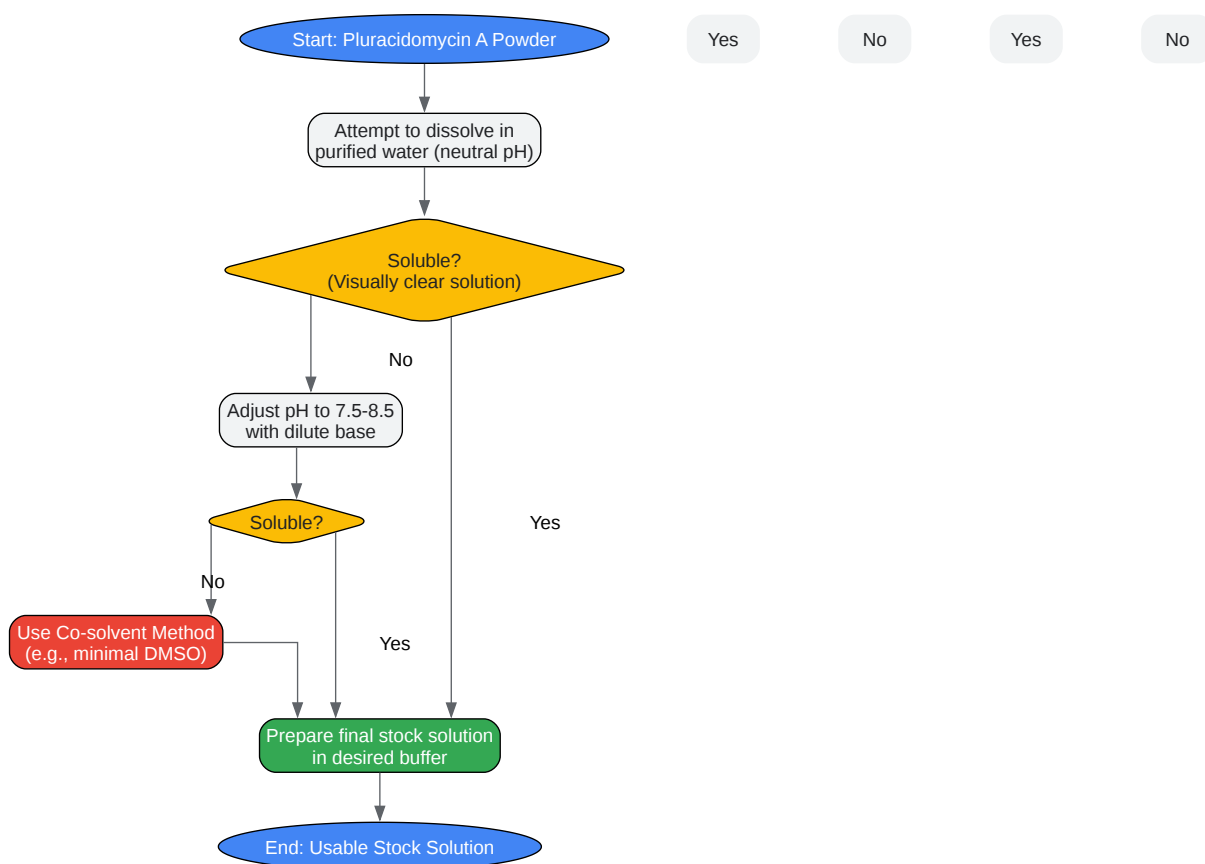 Start: Pluracidomycin A Powder
Yes
No
Yes
No
Attempt to dissolve in
purified water (neutral pH)
Soluble?
(Visually clear solution)
No
Adjust pH to 7.5-8.5
with dilute base
Soluble?
Yes
No
Use Co-solvent Method
(e.g., minimal DMSO)
Yes
Prepare final stock solution
in desired buffer
End: Usable Stock Solution